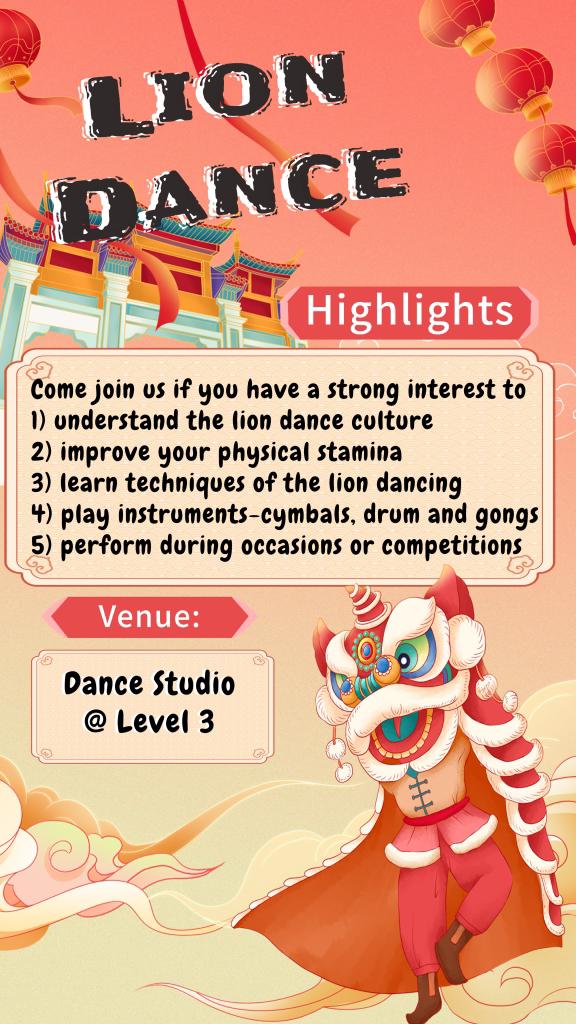 LION
DANCE
Highlights
Come join us if you have a strong interest to
1) understand the lion dance culture
2) improve your physical stamina
3) learn techniques of the lion dancing
4) play instruments-cymbals, drum and gongs
5) perform during occasions or competitions
Venue:
Dance Studio
@ Level 3